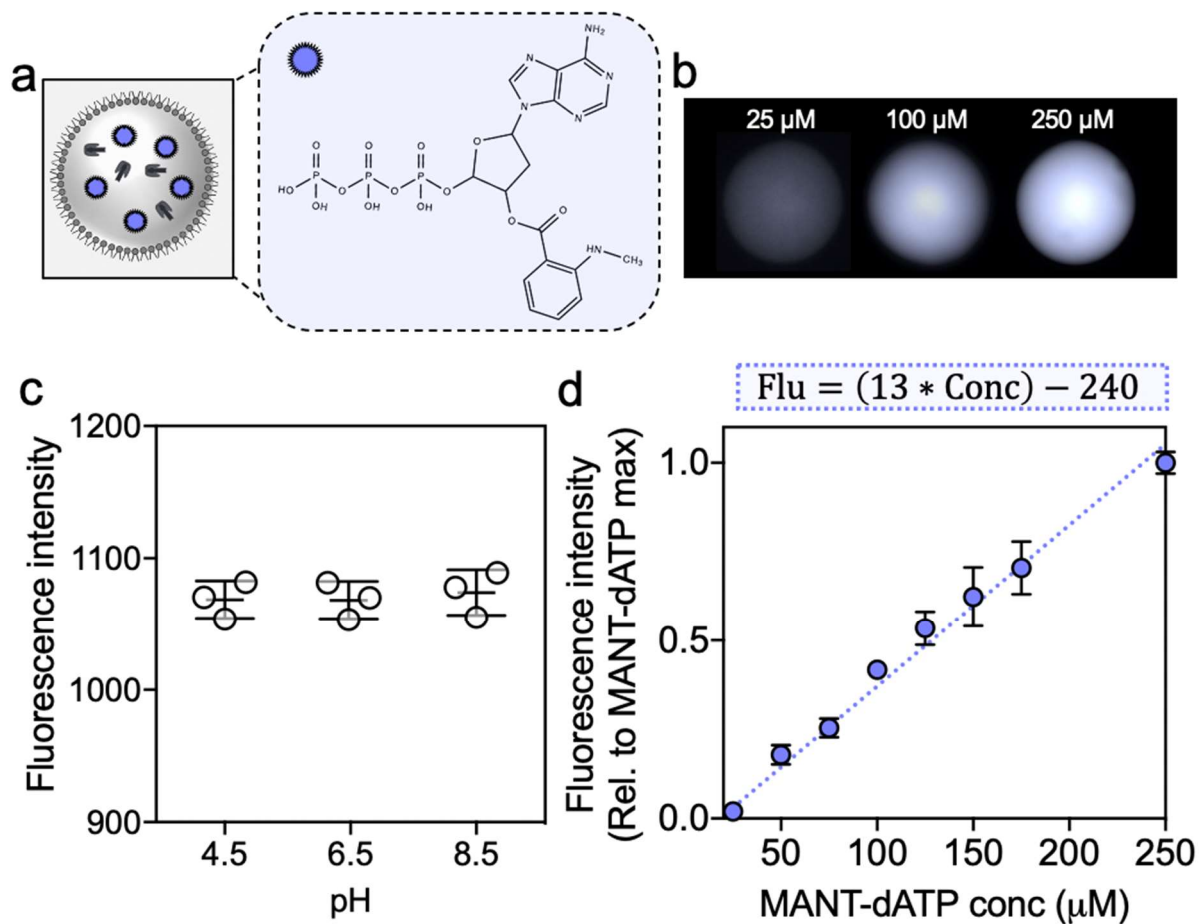 a
NH₂
N
N
N
N
O
O
O
O
HO
P
O
P
O
P
O
OH
OH
OH
O
O
HN
CH₃
b
25 µM
100 µM
250 µM
c
Fluorescence intensity
1200
1100
1000
900
4.5
6.5
8.5
pH
d
Flu = (13 * Conc) − 240
Fluorescence intensity
(Rel. to MANT-dATP max)
1.0
0.5
0.0
50
100
150
200
250
MANT-dATP conc (µM)